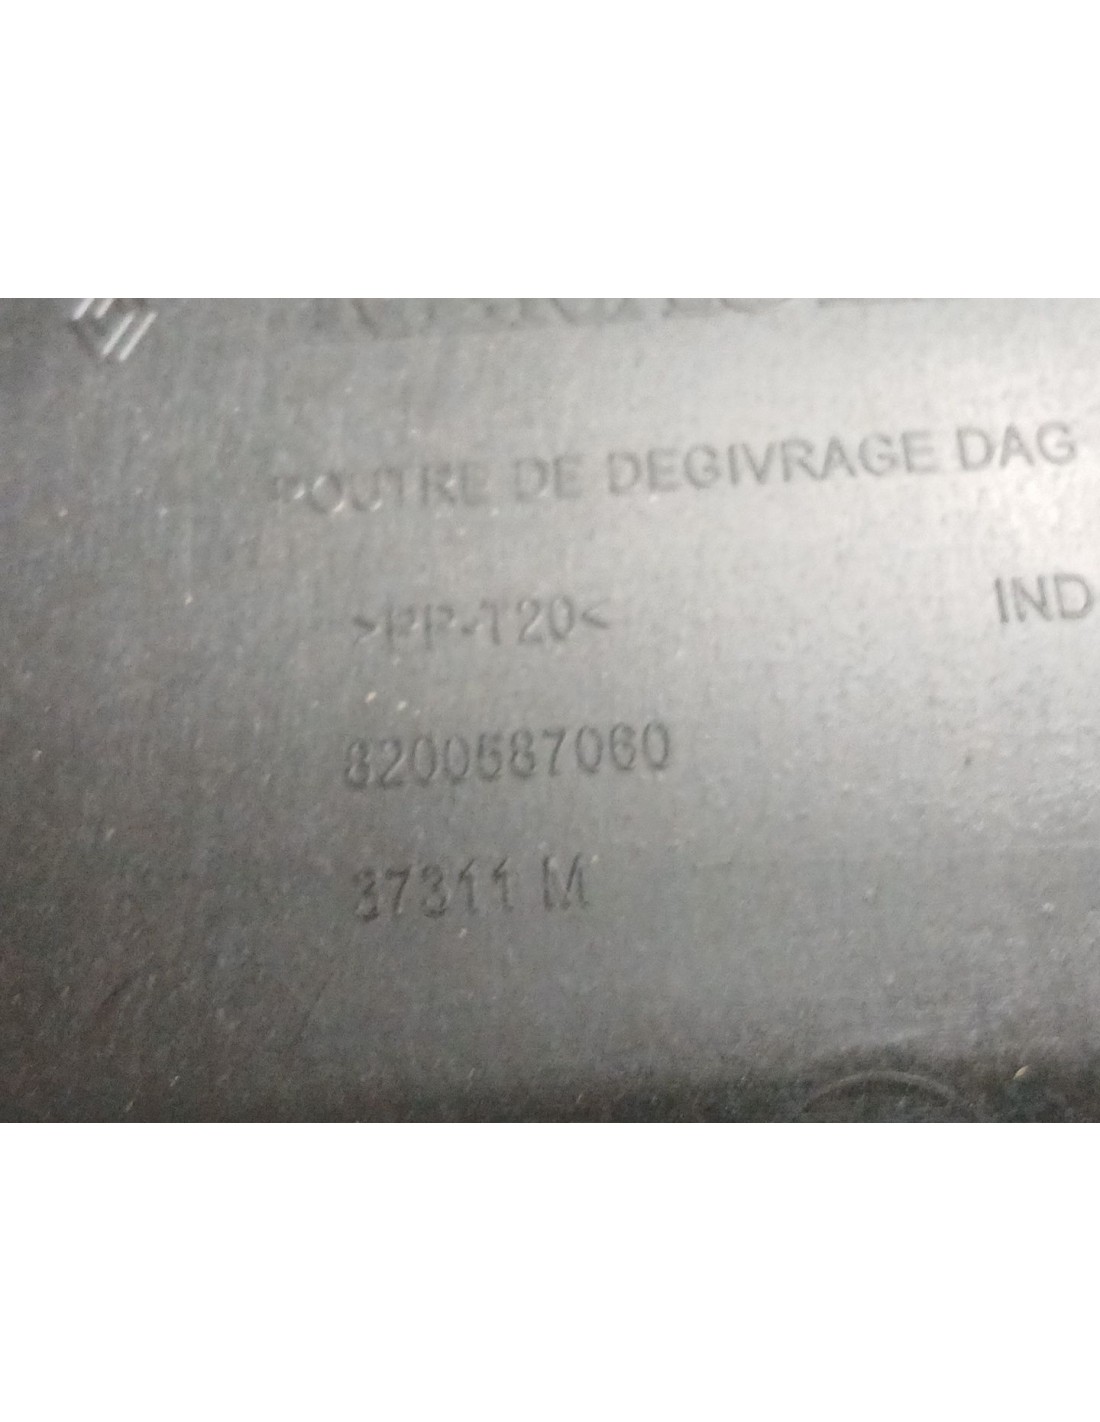 POUTRE DE DEGIVRAGE DAG
>PP-T20< IND
8200587060
37311 M